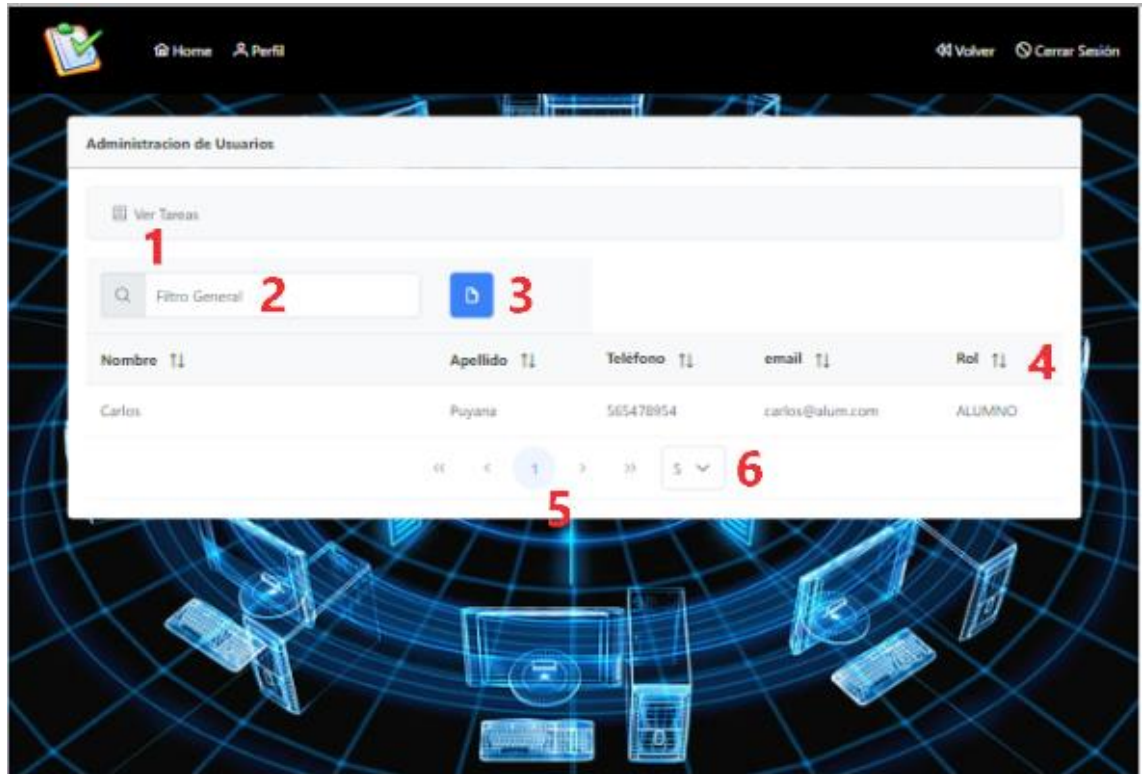 Home Perfil Volver Cerrar Sesión
Administracion de Usuarios
Ver Tareas
1
Filtro General 2 3
Nombre Apellido Teléfono email Rol 4
Carlos Puyana 565478954 carlos@alum.com ALUMNO
<< < 1 > >> 5 6
5